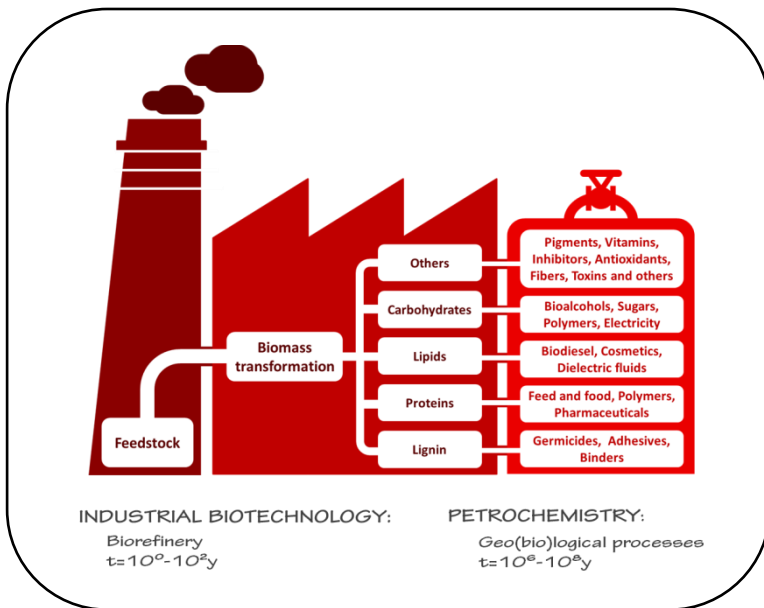 Others
Pigments, Vitamins,
Inhibitors, Antioxidants,
Fibers, Toxins and others
Carbohydrates
Bioalcohols, Sugars,
Polymers, Electricity
Biomass
transformation
Lipids
Biodiesel, Cosmetics,
Dielectric fluids
Proteins
Feed and food, Polymers,
Pharmaceuticals
Feedstock
Lignin
Germicides, Adhesives,
Binders
INDUSTRIAL BIOTECHNOLOGY:
Biorefinery
t=10⁰-10²y
PETROCHEMISTRY:
Geo(bio)logical processes
t=10⁶-10⁸y